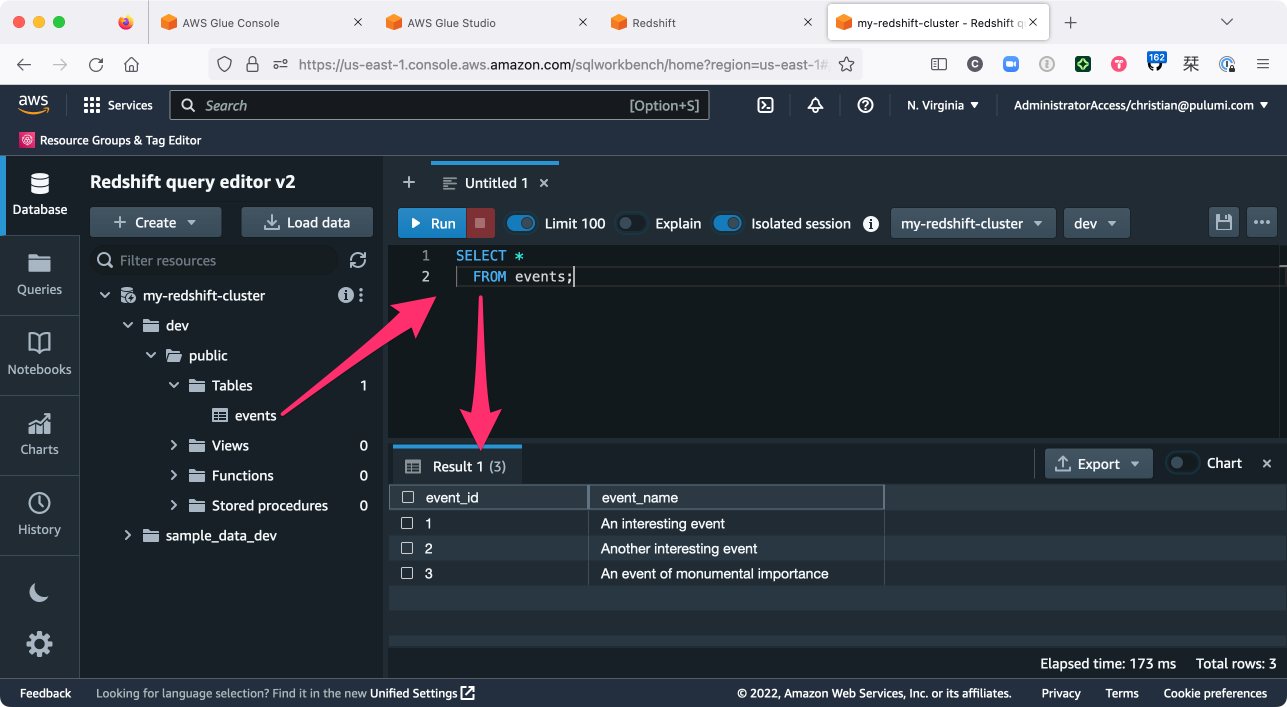 AWS Glue Console
AWS Glue Studio
Redshift
my-redshift-cluster - Redshift q
https://us-east-1.console.aws.amazon.com/sqlworkbench/home?region=us-east-1#
C
T
162
aws
Services
Search
[Option+S]
N. Virginia
AdministratorAccess/christian@pulumi.com
Resource Groups & Tag Editor
Database
Queries
Notebooks
Charts
History
Redshift query editor v2
Create
Load data
Filter resources
my-redshift-cluster
dev
public
Tables 1
events
Views 0
Functions 0
Stored procedures 0
sample_data_dev
Untitled 1
Run
Limit 100
Explain
Isolated session
my-redshift-cluster
dev
1 SELECT *
2 FROM events;
Result 1 (3)
Export
Chart
event_id event_name
1 An interesting event
2 Another interesting event
3 An event of monumental importance
Elapsed time: 173 ms Total rows: 3
Feedback
Looking for language selection? Find it in the new Unified Settings
© 2022, Amazon Web Services, Inc. or its affiliates.
Privacy
Terms
Cookie preferences